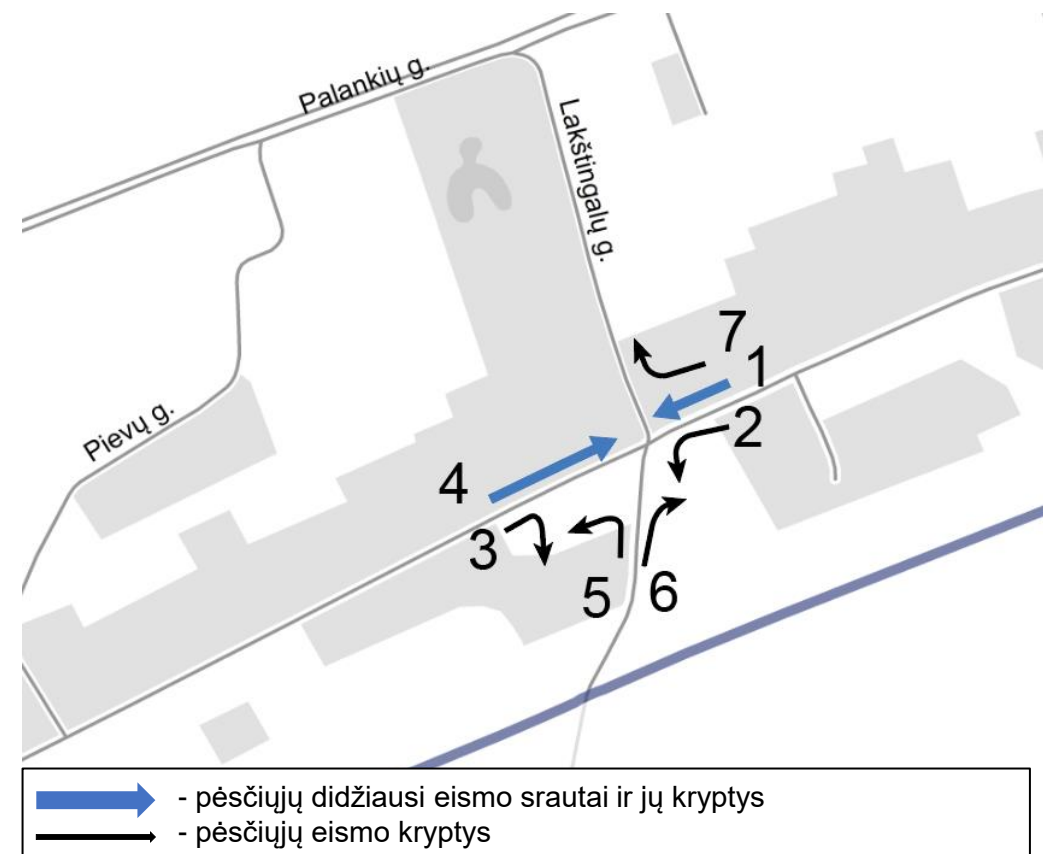 Palankių g.
Lakštingalų g.
7
1
2
Pievų g.
4
3
5
6
- pėsčiųjų didžiausi eismo srautai ir jų kryptys
- pėsčiųjų eismo kryptys